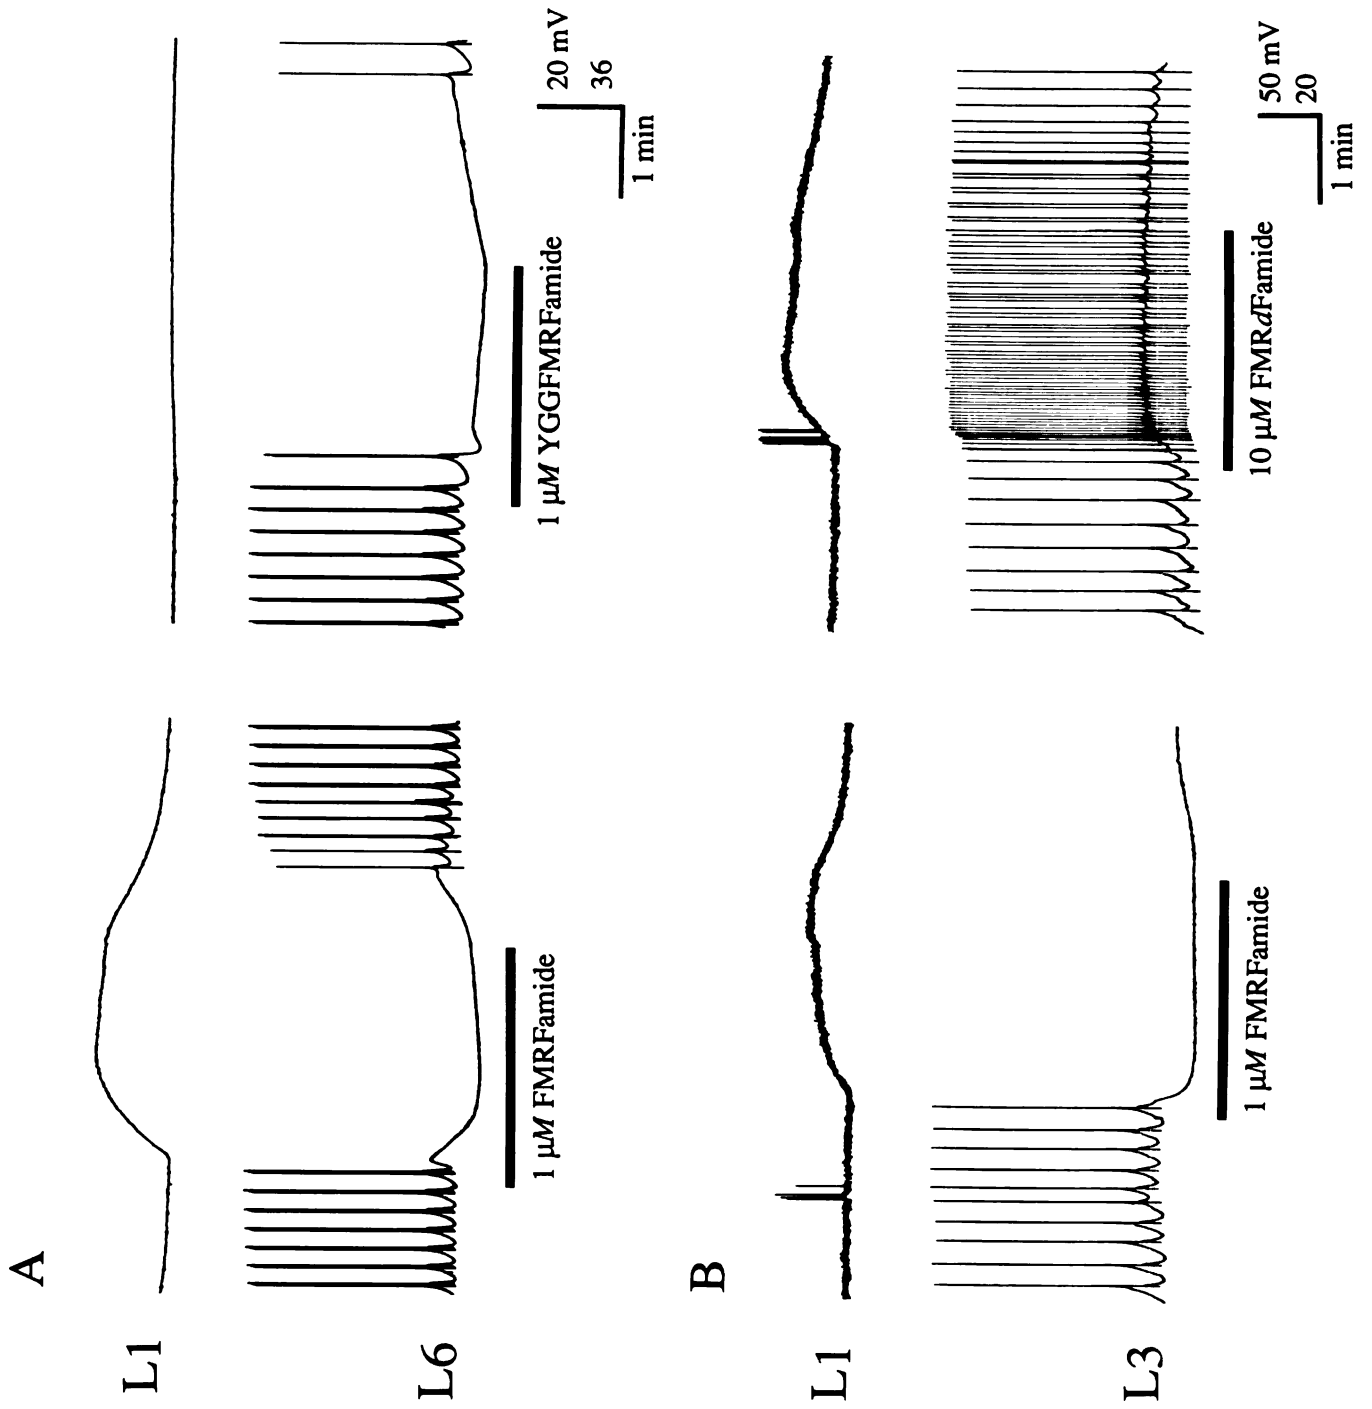 A
L1
L6
1 µM FMRFamide
1 µM YGGFMRFamide
20 mV
36
1 min
B
L1
L3
1 µM FMRFamide
10 µM FMRdFamide
50 mV
20
1 min